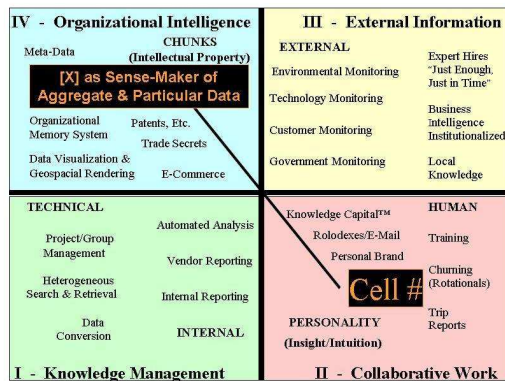 IV - Organizational Intelligence
Meta-Data
CHUNKS
(Intellectual Property)
[X] as Sense-Maker of
Aggregate & Particular Data
Organizational
Memory System
Patents, Etc.
Trade Secrets
Data Visualization &
Geospacial Rendering
E-Commerce
III - External Information
EXTERNAL
Environmental Monitoring
Technology Monitoring
Customer Monitoring
Government Monitoring
Expert Hires
"Just Enough,
Just in Time"
Business
Intelligence
Institutionalized
Local
Knowledge
TECHNICAL
Project/Group
Management
Heterogeneous
Search & Retrieval
Data
Conversion
Automated Analysis
Vendor Reporting
Internal Reporting
INTERNAL
I - Knowledge Management
Knowledge Capital™
Rolodexes/E-Mail
Personal Brand
Cell #
PERSONALITY
(Insight/Intuition)
HUMAN
Training
Churning
(Rotationals)
Trip
Reports
II - Collaborative Work